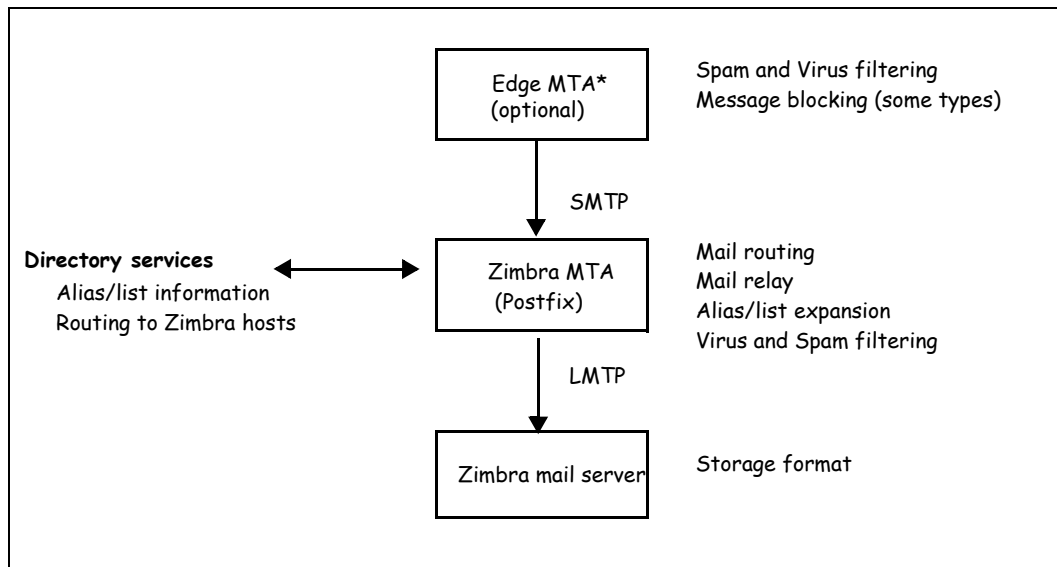 Edge MTA*
(optional)
Spam and Virus filtering
Message blocking (some types)
SMTP
Directory services
Alias/list information
Routing to Zimbra hosts
Zimbra MTA
(Postfix)
Mail routing
Mail relay
Alias/list expansion
Virus and Spam filtering
LMTP
Zimbra mail server
Storage format